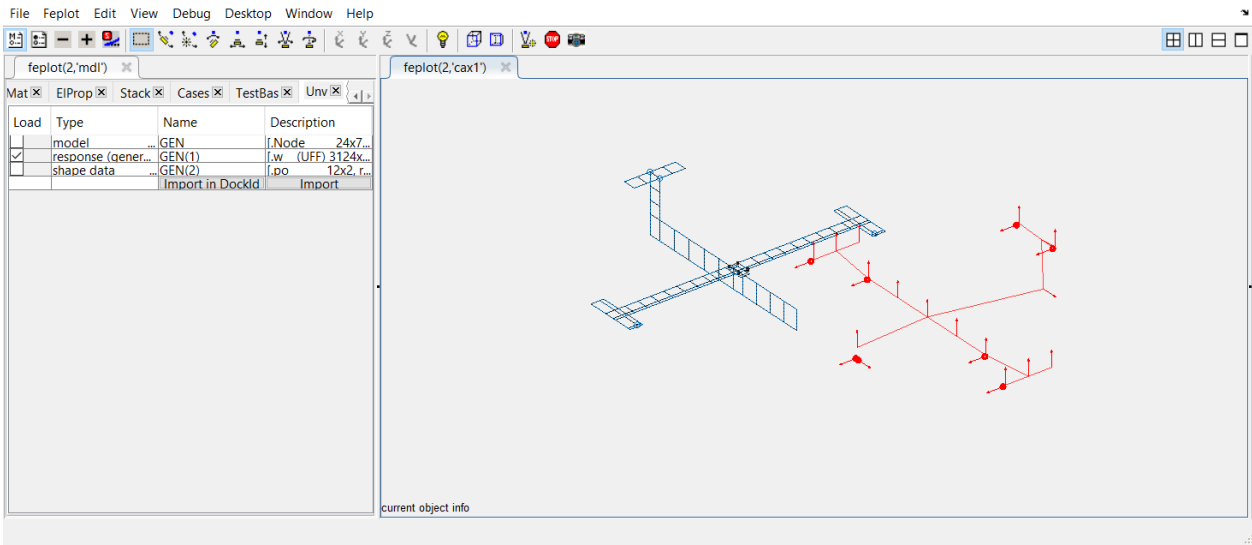 File Feplot Edit View Debug Desktop Window Help
STOP
feplot(2,'mdl')
feplot(2,'cax1')
Mat ElProp Stack Cases TestBas Unv
Load Type Name Description
model ... GEN [.Node 24x7...
response (gener... GEN(1) [.w (UFF) 3124x...
shape data ... GEN(2) [.po 12x2, r...
Import in DockId Import
current object info